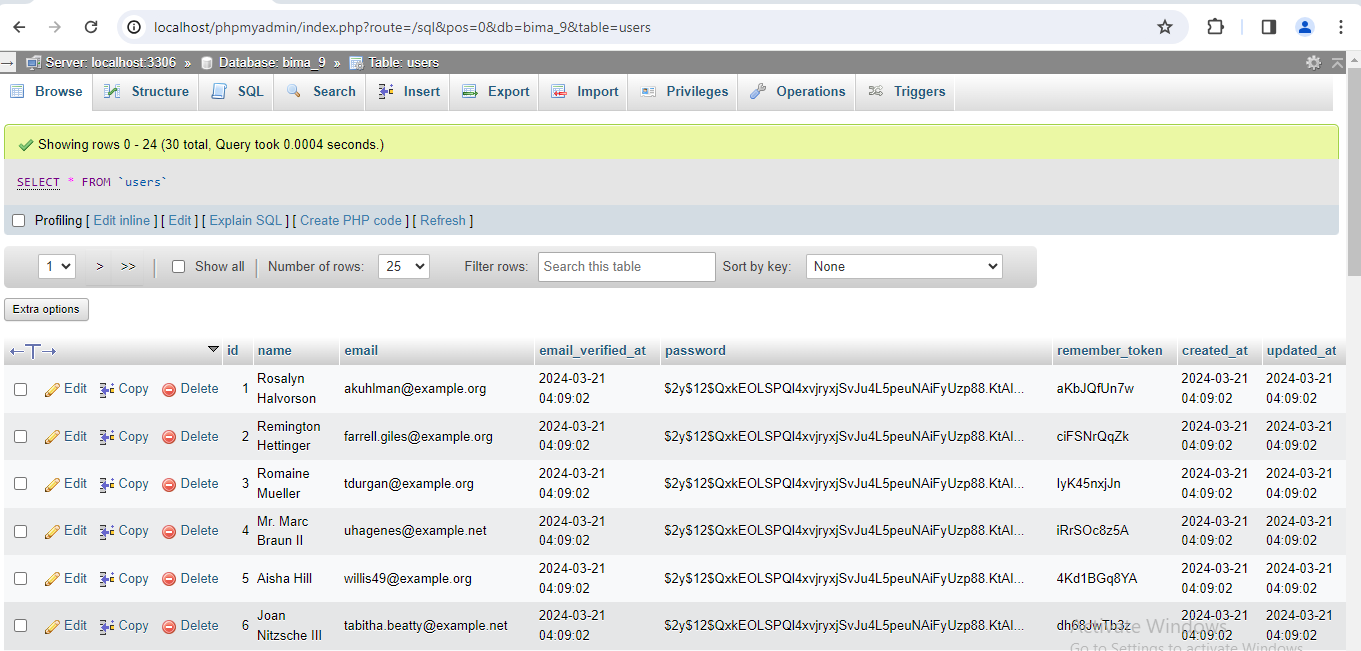 localhost/phpmyadmin/index.php?route=/sql&pos=0&db=bima_9&table=users
Server: localhost:3306 » Database: bima_9 » Table: users
Browse Structure SQL Search Insert Export Import Privileges Operations Triggers
Showing rows 0 - 24 (30 total, Query took 0.0004 seconds.)
SELECT * FROM `users`
Profiling [ Edit inline ] [ Edit ] [ Explain SQL ] [ Create PHP code ] [ Refresh ]
1 > >> Show all Number of rows: 25 Filter rows: Search this table Sort by key: None
Extra options
id name email email_verified_at password remember_token created_at updated_at
Edit Copy Delete 1 Rosalyn Halvorson akuhlman@example.org 2024-03-21 04:09:02 $2y$12$QxkEOLSPQl4xvjryxjSvJu4L5peuNAiFyUzp88.KtAl... aKbJQfUn7w 2024-03-21 04:09:02 2024-03-21 04:09:02
Edit Copy Delete 2 Remington Hettinger farrell.giles@example.org 2024-03-21 04:09:02 $2y$12$QxkEOLSPQl4xvjryxjSvJu4L5peuNAiFyUzp88.KtAl... ciFSNrQqZk 2024-03-21 04:09:02 2024-03-21 04:09:02
Edit Copy Delete 3 Romaine Mueller tdurgan@example.org 2024-03-21 04:09:02 $2y$12$QxkEOLSPQl4xvjryxjSvJu4L5peuNAiFyUzp88.KtAl... IyK45nxjJn 2024-03-21 04:09:02 2024-03-21 04:09:02
Edit Copy Delete 4 Mr. Marc Braun II uhagenes@example.net 2024-03-21 04:09:02 $2y$12$QxkEOLSPQl4xvjryxjSvJu4L5peuNAiFyUzp88.KtAl... iRrSOc8z5A 2024-03-21 04:09:02 2024-03-21 04:09:02
Edit Copy Delete 5 Aisha Hill willis49@example.org 2024-03-21 04:09:02 $2y$12$QxkEOLSPQl4xvjryxjSvJu4L5peuNAiFyUzp88.KtAl... 4Kd1BGq8YA 2024-03-21 04:09:02 2024-03-21 04:09:02
Edit Copy Delete 6 Joan Nitzsche III tabitha.beatty@example.net 2024-03-21 04:09:02 $2y$12$QxkEOLSPQl4xvjryxjSvJu4L5peuNAiFyUzp88.KtAl... dh68JwTb3z 2024-03-21 04:09:02 2024-03-21 04:09:02
Activate Windows
Go to Settings to activate Windows.